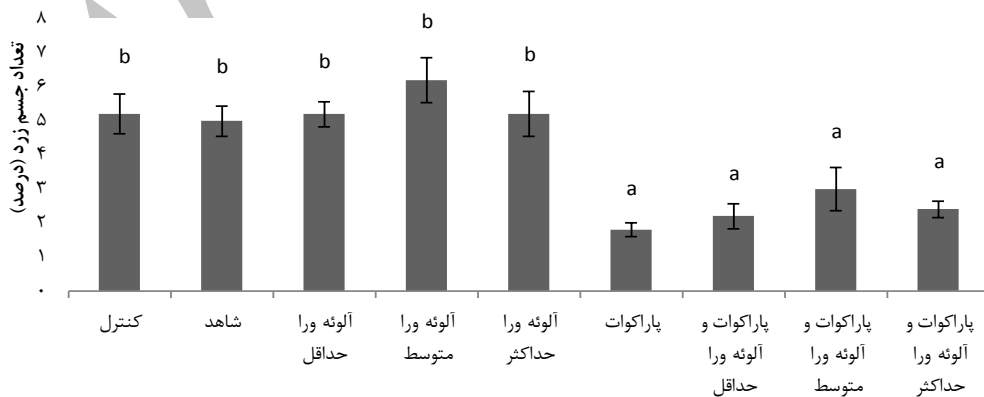 تعداد جسم زرد (درصد)
۸
۷
۶
۵
۴
۳
۲
۱
۰
b
b
b
b
b
a
a
a
a
کنترل
شاهد
آلوئه ورا
حداقل
آلوئه ورا
متوسط
آلوئه ورا
حداکثر
پاراکوات
پاراکوات و
آلوئه ورا
حداقل
پاراکوات و
آلوئه ورا
متوسط
پاراکوات و
آلوئه ورا
حداکثر